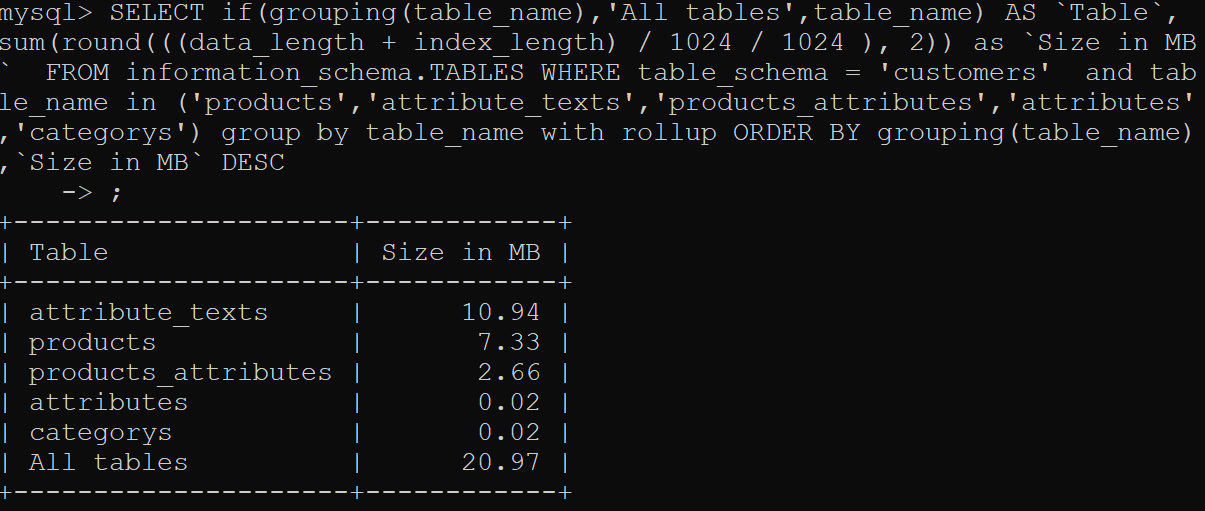 mysql> SELECT if(grouping(table_name),'All tables',table_name) AS `Table`,
sum(round(((data_length + index_length) / 1024 / 1024 ), 2)) as `Size in MB
`  FROM information_schema.TABLES WHERE table_schema = 'customers'  and tab
le_name in ('products','attribute_texts','products_attributes','attributes'
,'categorys') group by table_name with rollup ORDER BY grouping(table_name)
,`Size in MB` DESC
    -> ;
+---------------------+------------+
| Table               | Size in MB |
+---------------------+------------+
| attribute_texts     |      10.94 |
| products            |       7.33 |
| products_attributes |       2.66 |
| attributes          |       0.02 |
| categorys           |       0.02 |
| All tables          |      20.97 |
+---------------------+------------+